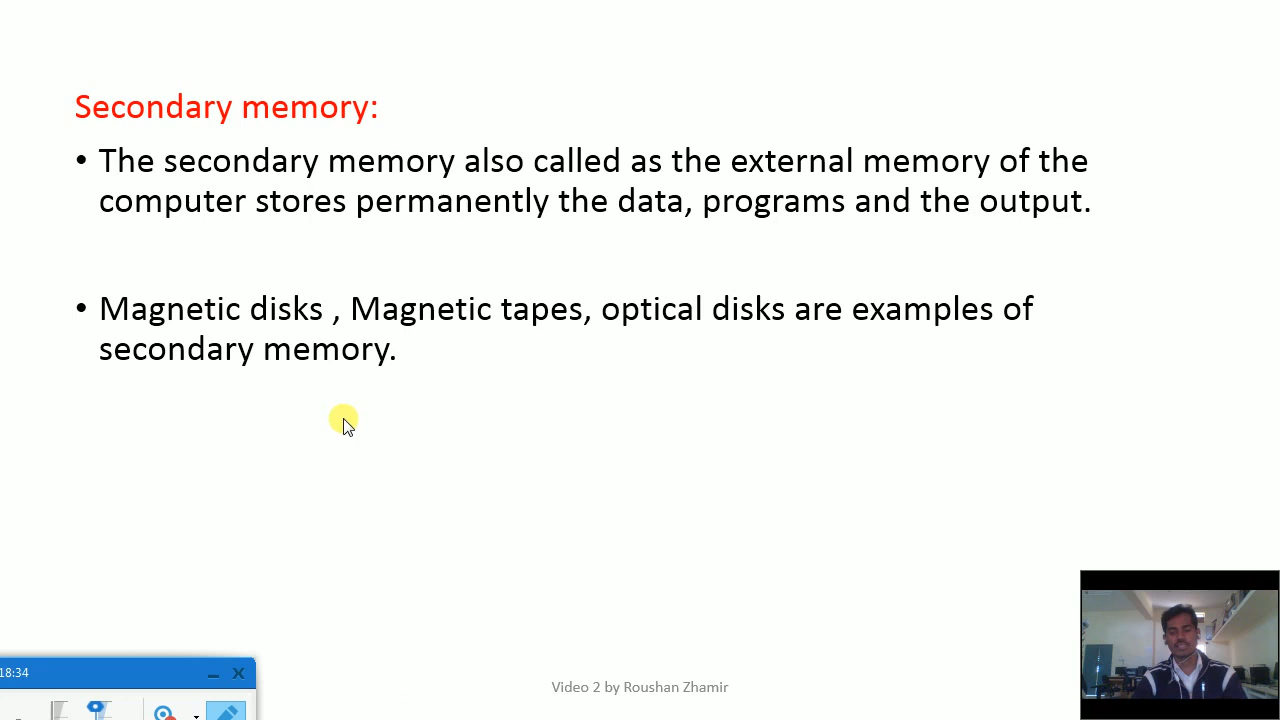 Secondary memory:
• The secondary memory also called as the external memory of the
computer stores permanently the data, programs and the output.
• Magnetic disks , Magnetic tapes, optical disks are examples of
secondary memory.
18:34
Video 2 by Roushan Zhamir